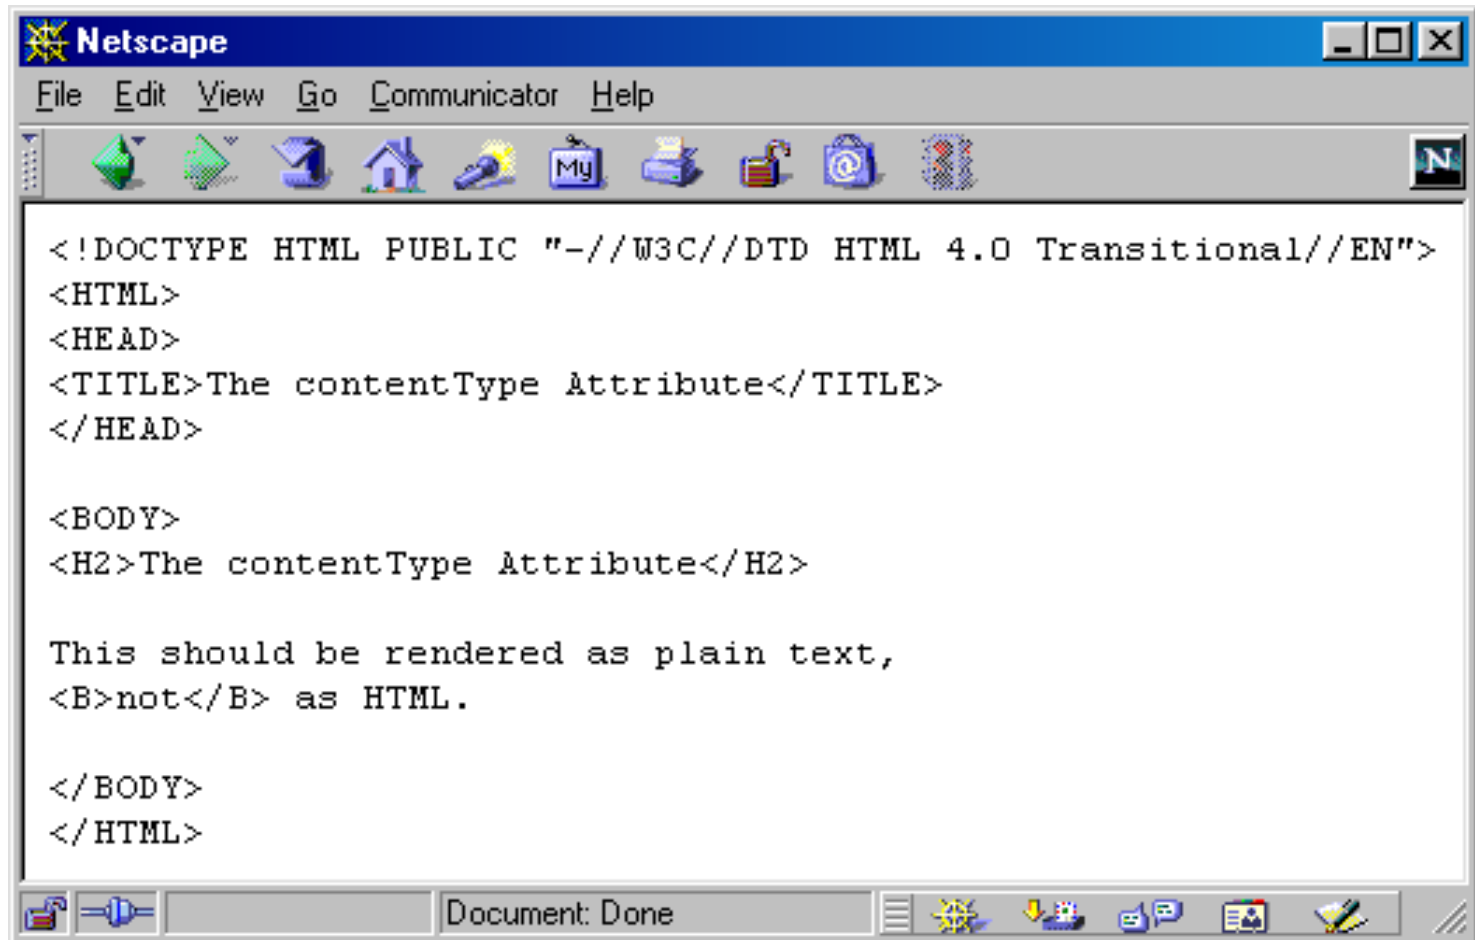 Netscape
File Edit View Go Communicator Help
My @ N
<!DOCTYPE HTML PUBLIC "-//W3C//DTD HTML 4.0 Transitional//EN">
<HTML>
<HEAD>
<TITLE>The contentType Attribute</TITLE>
</HEAD>
<BODY>
<H2>The contentType Attribute</H2>
This should be rendered as plain text,
<B>not</B> as HTML.
</BODY>
</HTML>
Document: Done